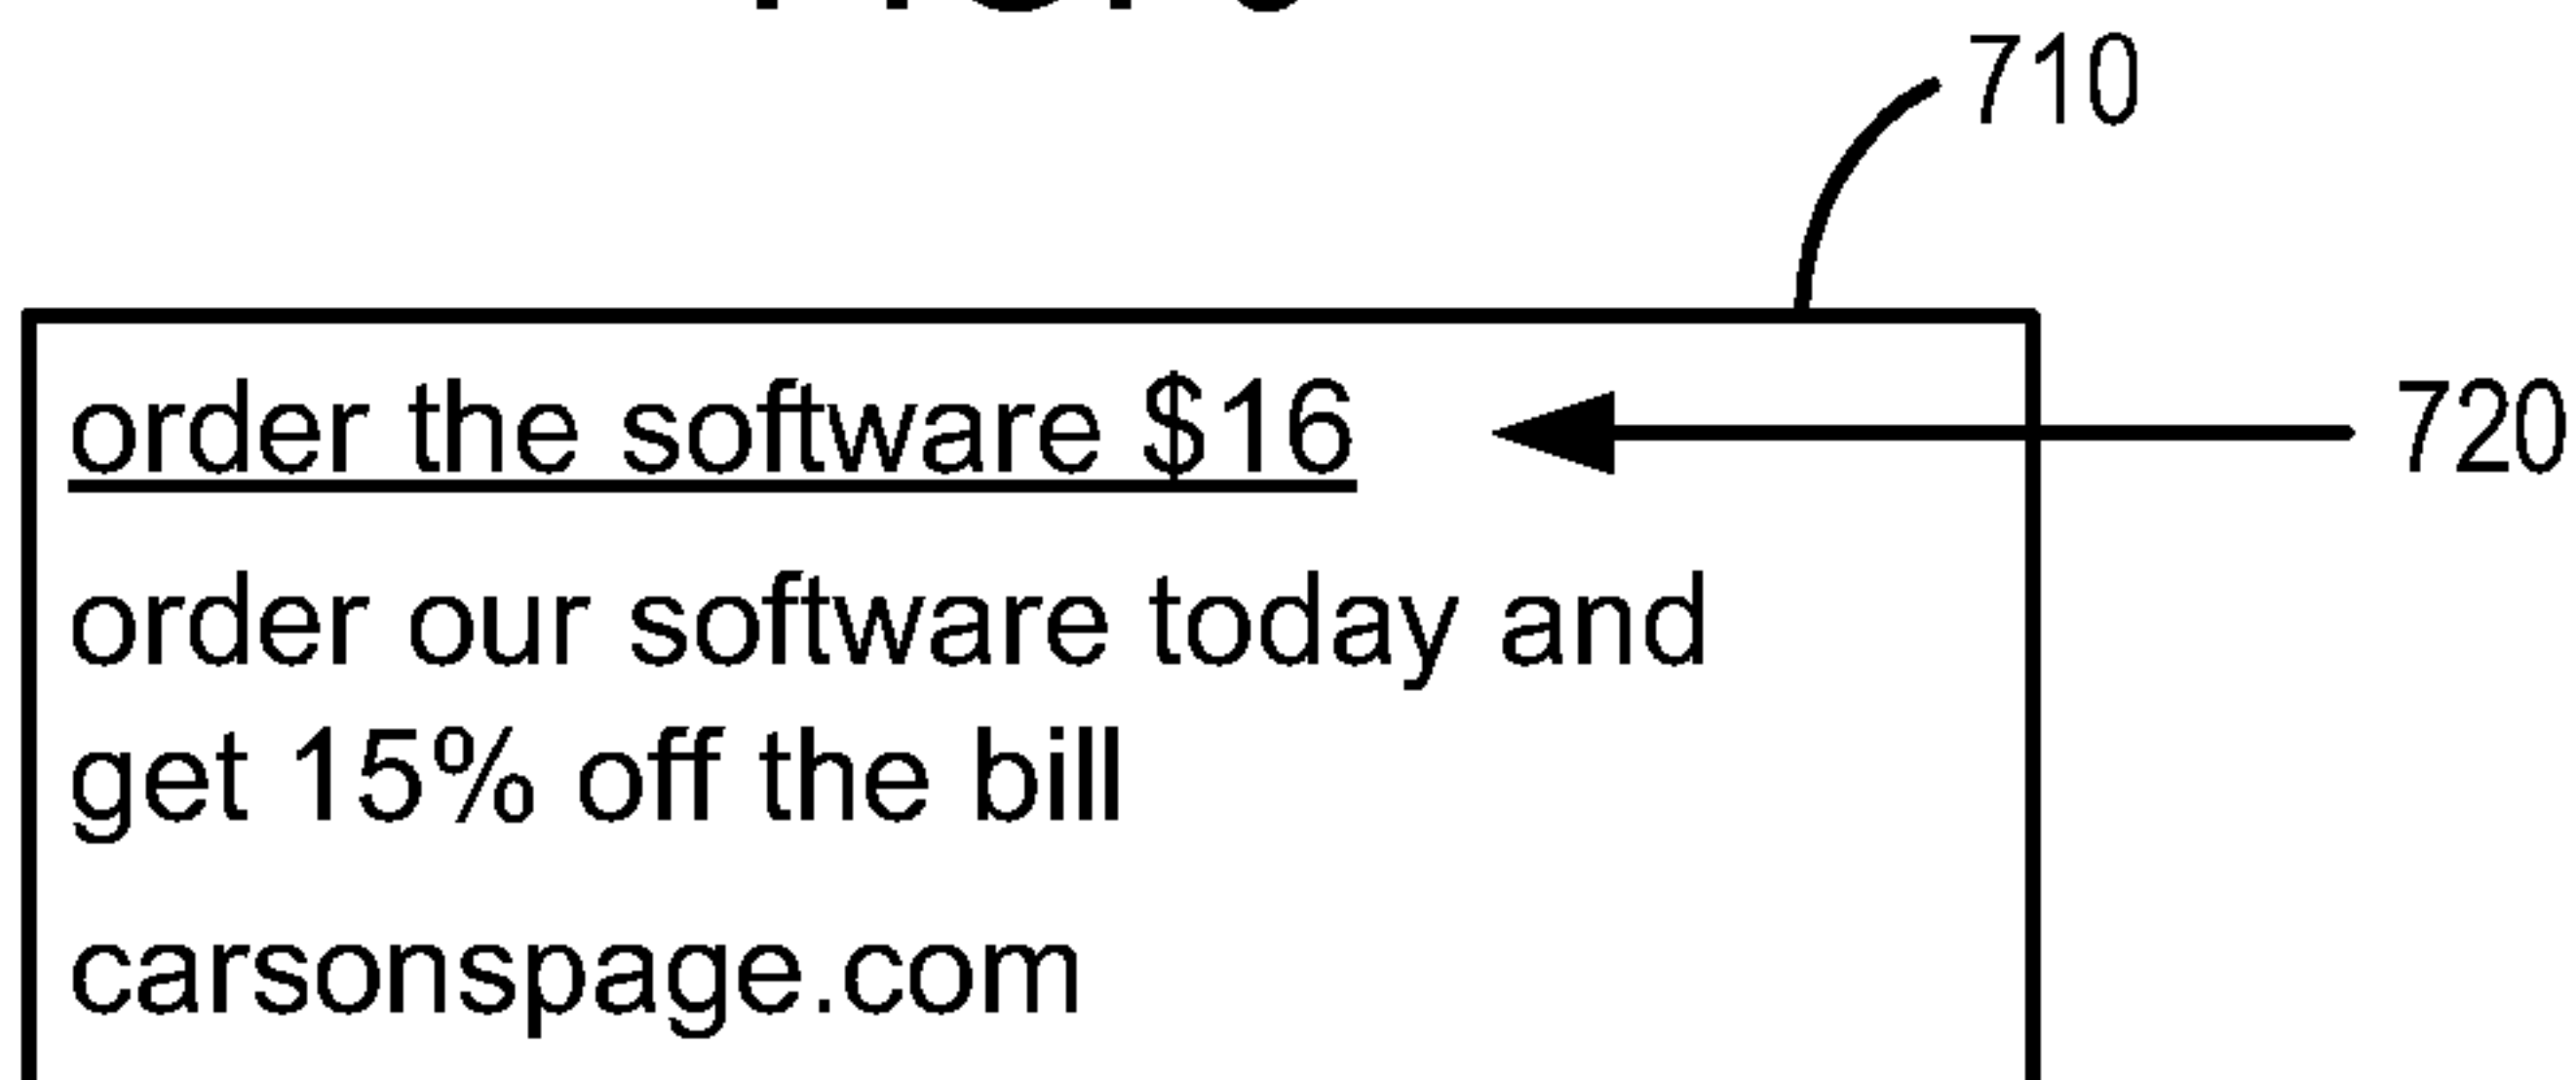 710
order the software $16
720
order our software today and
get 15% off the bill
carsonspage.com